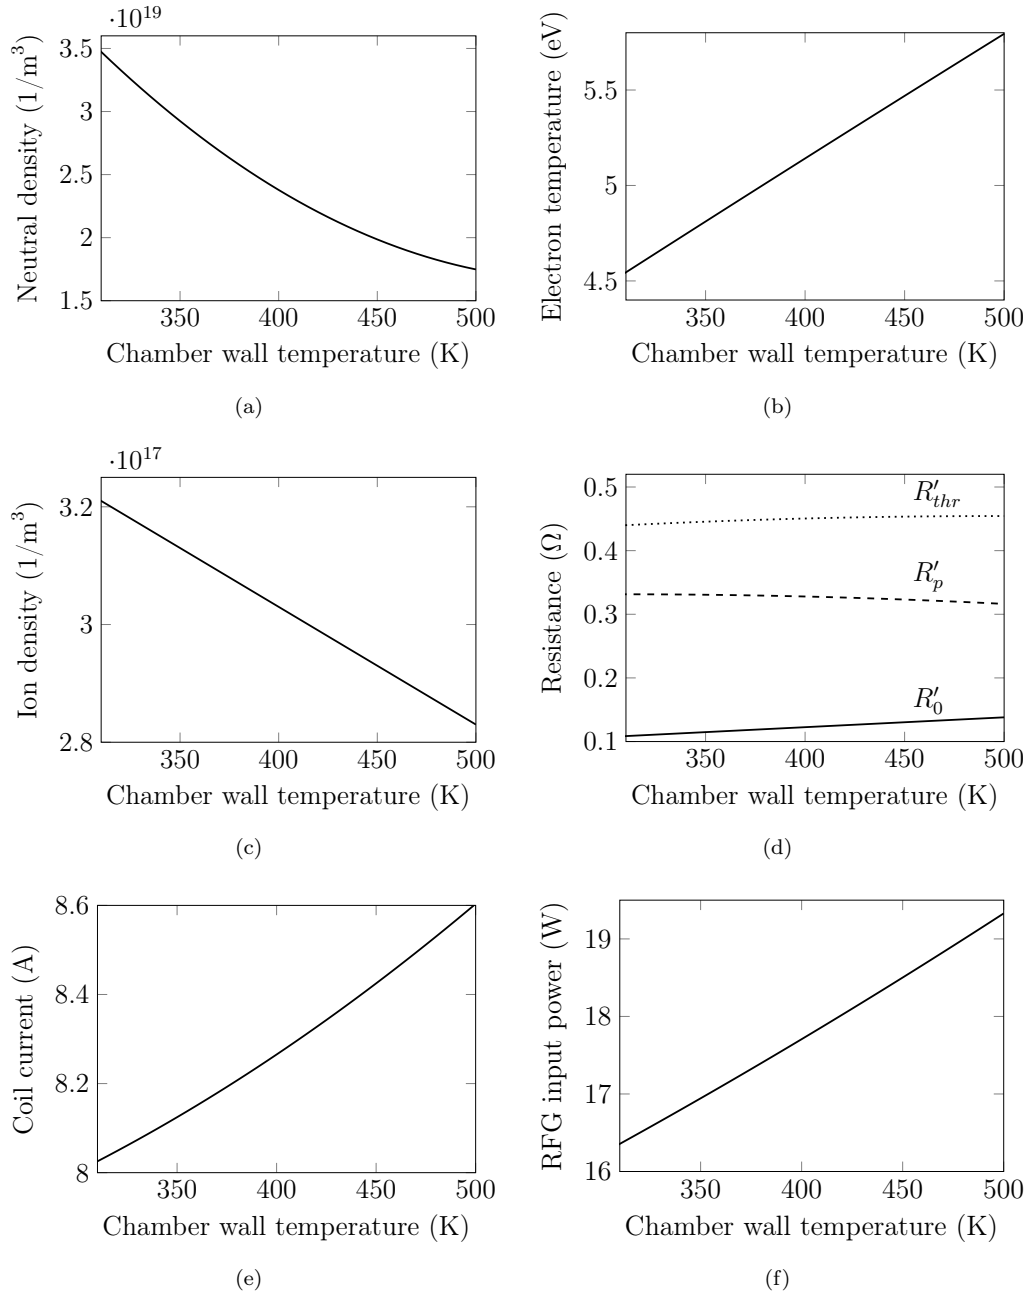 ·10^19
3.5
3
2.5
2
1.5
Neutral density (1/m^3)
350 400 450 500
Chamber wall temperature (K)
(a)
5.5
5
4.5
Electron temperature (eV)
350 400 450 500
Chamber wall temperature (K)
(b)
·10^17
3.2
3
2.8
Ion density (1/m^3)
350 400 450 500
Chamber wall temperature (K)
(c)
0.5
0.4
0.3
0.2
0.1
Resistance (Ω)
R′_thr
R′_p
R′_0
350 400 450 500
Chamber wall temperature (K)
(d)
8.6
8.4
8.2
8
Coil current (A)
350 400 450 500
Chamber wall temperature (K)
(e)
19
18
17
16
RFG input power (W)
350 400 450 500
Chamber wall temperature (K)
(f)